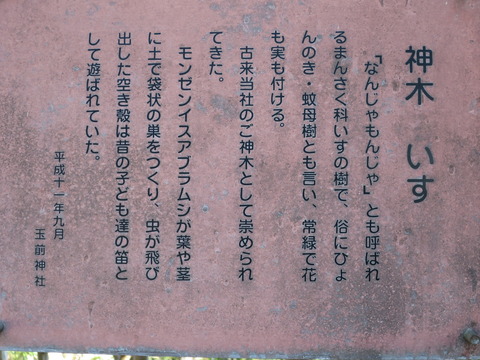 神木　いす
「なんじゃもんじゃ」とも呼ばれ
るまんさく科いすの樹で、俗にひょ
んのき・蚊母樹とも言い、常緑で花
も実も付ける。
古来当社のご神木として崇められ
てきた。
モンゼンイスアブラムシが葉や茎
に土で袋状の巣をつくり、虫が飛び
出した空き殻は昔の子ども達の笛と
して遊ばれていた。
平成十一年九月
玉前神社